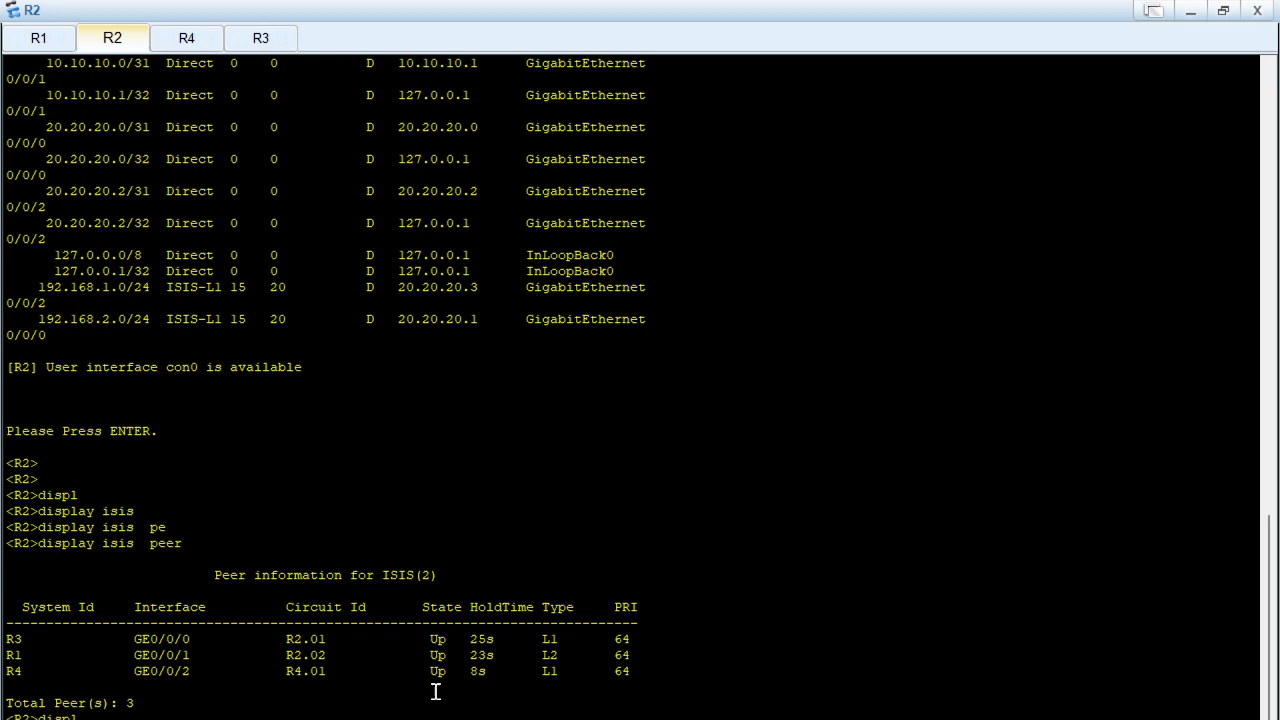 R2
R1 R2 R4 R3
10.10.10.0/31 Direct 0 0 D 10.10.10.1 GigabitEthernet
0/0/1
10.10.10.1/32 Direct 0 0 D 127.0.0.1 GigabitEthernet
0/0/1
20.20.20.0/31 Direct 0 0 D 20.20.20.0 GigabitEthernet
0/0/0
20.20.20.0/32 Direct 0 0 D 127.0.0.1 GigabitEthernet
0/0/0
20.20.20.2/31 Direct 0 0 D 20.20.20.2 GigabitEthernet
0/0/2
20.20.20.2/32 Direct 0 0 D 127.0.0.1 GigabitEthernet
0/0/2
127.0.0.0/8 Direct 0 0 D 127.0.0.1 InLoopBack0
127.0.0.1/32 Direct 0 0 D 127.0.0.1 InLoopBack0
192.168.1.0/24 ISIS-L1 15 20 D 20.20.20.3 GigabitEthernet
0/0/2
192.168.2.0/24 ISIS-L1 15 20 D 20.20.20.1 GigabitEthernet
0/0/0
[R2] User interface con0 is available
Please Press ENTER.
<R2>
<R2>
<R2>displ
<R2>display isis
<R2>display isis pe
<R2>display isis peer
Peer information for ISIS(2)
System Id Interface Circuit Id State HoldTime Type PRI
-------------------------------------------------------------------------------
R3 GE0/0/0 R2.01 Up 25s L1 64
R1 GE0/0/1 R2.02 Up 23s L2 64
R4 GE0/0/2 R4.01 Up 8s L1 64
Total Peer(s): 3
<R2>displ